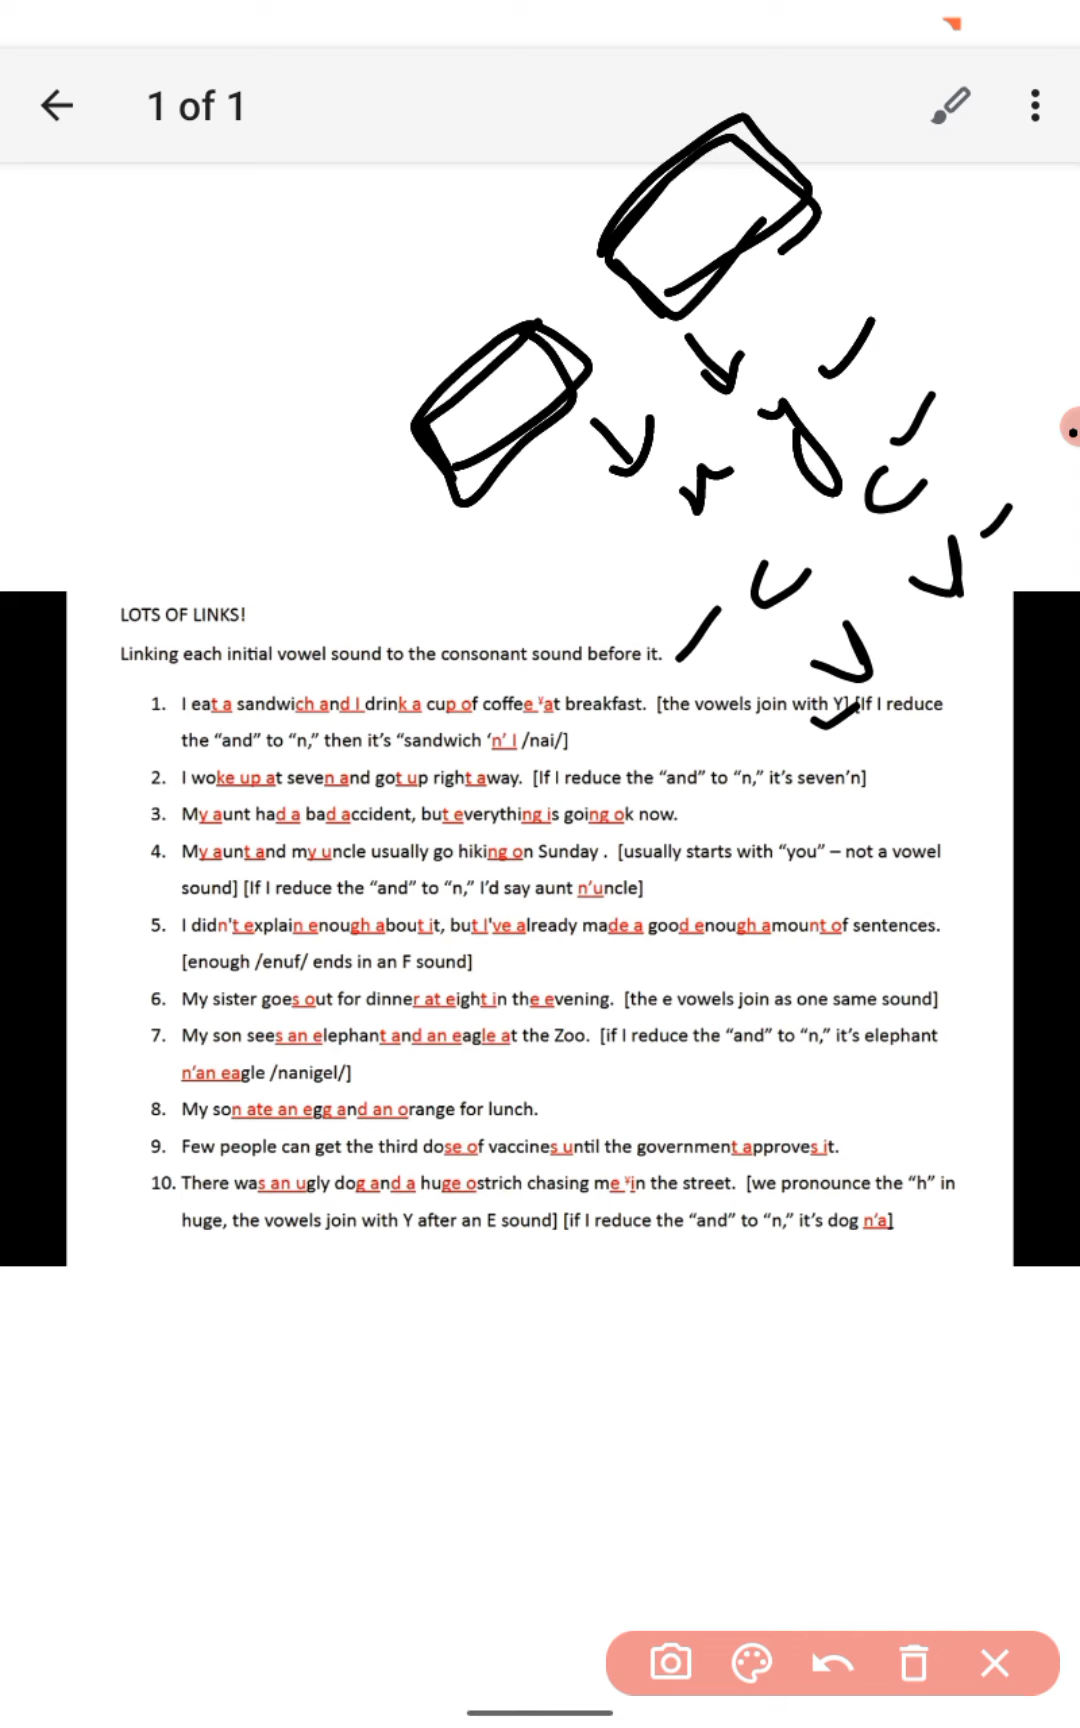 1 of 1
LOTS OF LINKS!
Linking each initial vowel sound to the consonant sound before it.
1. I eat a sandwich and I drink a cup of coffee ʸat breakfast. [the vowels join with Y] [If I reduce
the “and” to “n,” then it’s “sandwich ‘n’ I /nai/]
2. I woke up at seven and got up right away. [If I reduce the “and” to “n,” it’s seven’n]
3. My aunt had a bad accident, but everything is going ok now.
4. My aunt and my uncle usually go hiking on Sunday . [usually starts with “you” – not a vowel
sound] [If I reduce the “and” to “n,” I’d say aunt n’uncle]
5. I didn't explain enough about it, but I've already made a good enough amount of sentences.
[enough /enuf/ ends in an F sound]
6. My sister goes out for dinner at eight in the evening. [the e vowels join as one same sound]
7. My son sees an elephant and an eagle at the Zoo. [if I reduce the “and” to “n,” it’s elephant
n’an eagle /nanigel/]
8. My son ate an egg and an orange for lunch.
9. Few people can get the third dose of vaccines until the government approves it.
10. There was an ugly dog and a huge ostrich chasing me ʸin the street. [we pronounce the “h” in
huge, the vowels join with Y after an E sound] [if I reduce the “and” to “n,” it’s dog n’a]